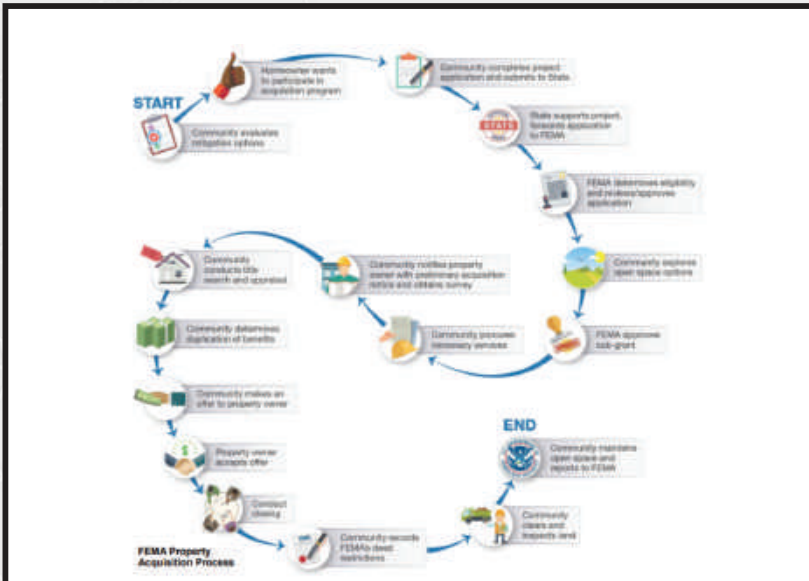 START
Community evaluates
mitigation options
Homeowner wants
to participate in
acquisition program
Community completes project
application and submits to State
STATE
State supports project,
forwards application
to FEMA
FEMA determines eligibility
and reviews/approves
application
Community explores
open space options
FEMA approves
sub-grant
Community procures
necessary services
Community notifies property
owner with preliminary acquisition
notice and obtains survey
Community
conducts title
search and appraisal
Community determines
duplication of benefits
Community makes an
offer to property owner
Property owner
accepts offer
Conduct
closing
Community records
FEMA's deed
restrictions
Community
clears and
inspects land
END
Community maintains
open space and
reports to FEMA
FEMA Property
Acquisition Process